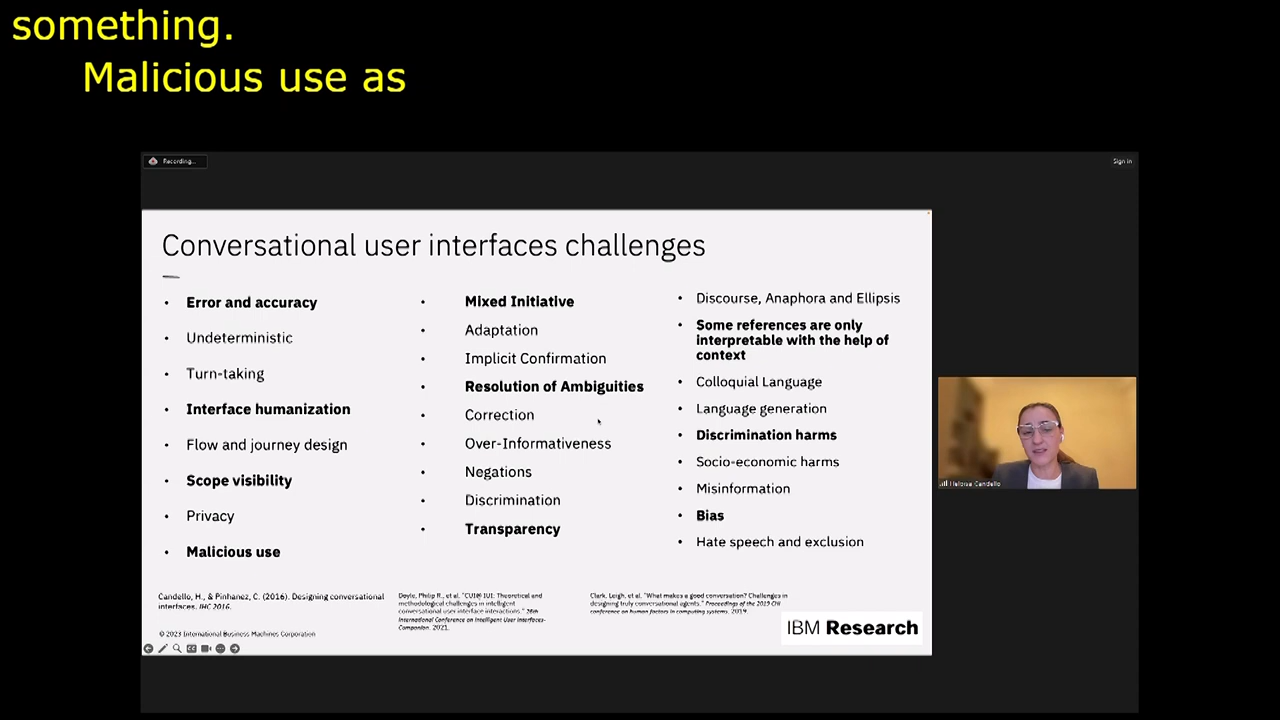 something.
Malicious use as
Recording...
Sign in
Conversational user interfaces challenges
• Error and accuracy
• Undeterministic
• Turn-taking
• Interface humanization
• Flow and journey design
• Scope visibility
• Privacy
• Malicious use
• Mixed Initiative
• Adaptation
• Implicit Confirmation
• Resolution of Ambiguities
• Correction
• Over-Informativeness
• Negations
• Discrimination
• Transparency
• Discourse, Anaphora and Ellipsis
• Some references are only
interpretable with the help of
context
• Colloquial Language
• Language generation
• Discrimination harms
• Socio-economic harms
• Misinformation
• Bias
• Hate speech and exclusion
Candello, H., & Pinhanez, C. (2016). Designing conversational
interfaces. IHC 2016.
Doyle, Philip R., et al. "CUI@ IUI: Theoretical and
methodological challenges in intelligent
conversational user interface interactions." 26th
International Conference on Intelligent User Interfaces-
Companion. 2021.
Clark, Leigh, et al. "What makes a good conversation? Challenges in
designing truly conversational agents." Proceedings of the 2019 CHI
conference on human factors in computing systems. 2019.
© 2023 International Business Machines Corporation
IBM Research
Heloisa Candello